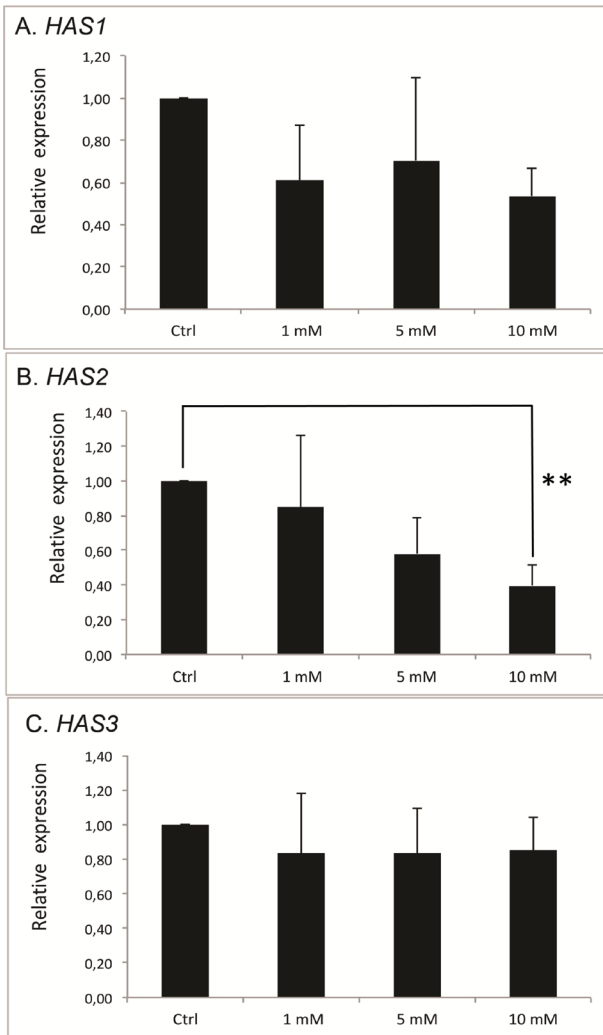 A. HAS1
Relative expression
1,20
1,00
0,80
0,60
0,40
0,20
0,00
Ctrl 1 mM 5 mM 10 mM
B. HAS2
Relative expression
1,40
1,20
1,00
0,80
0,60
0,40
0,20
0,00
**
Ctrl 1 mM 5 mM 10 mM
C. HAS3
Relative expression
1,40
1,20
1,00
0,80
0,60
0,40
0,20
0,00
Ctrl 1 mM 5 mM 10 mM